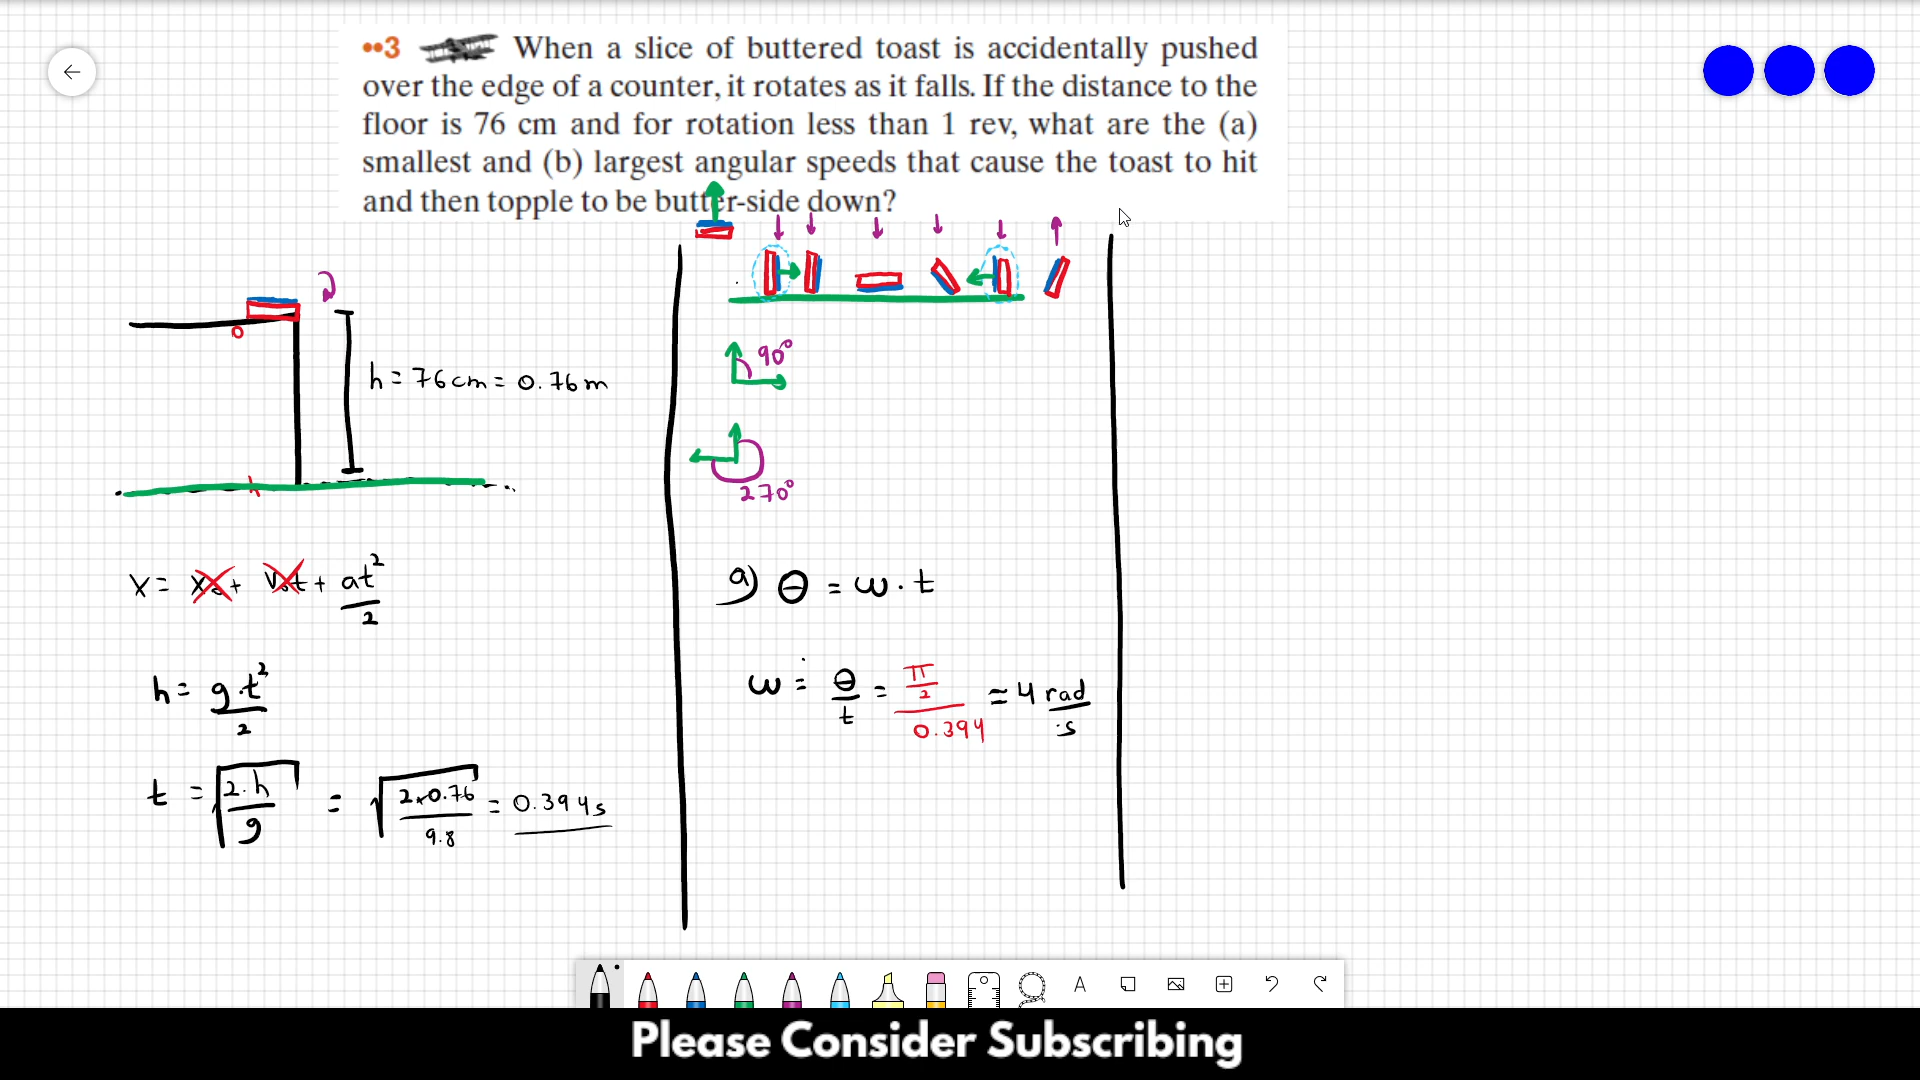 ••3 When a slice of buttered toast is accidentally pushed
over the edge of a counter, it rotates as it falls. If the distance to the
floor is 76 cm and for rotation less than 1 rev, what are the (a)
smallest and (b) largest angular speeds that cause the toast to hit
and then topple to be butter-side down?
0
h = 76cm = 0.76m
h
x = x₀ + v₀t + at²/2
h = g.t²/2
t = √(2.h/g) = √(2x0.76/9.8) = 0.394s
90°
270°
a) θ = ω . t
ω = θ/t = (π/2)/0.394 ≈ 4 rad/s
A
Please Consider Subscribing